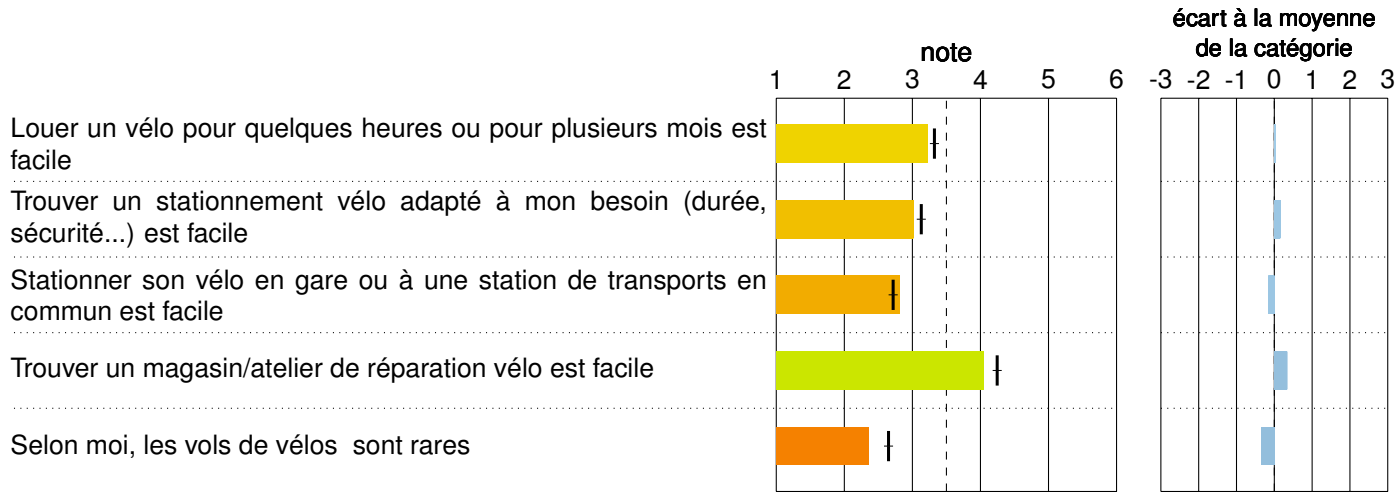 écart à la moyenne
de la catégorie
note
1 2 3 4 5 6 -3 -2 -1 0 1 2 3
Louer un vélo pour quelques heures ou pour plusieurs mois est
facile
Trouver un stationnement vélo adapté à mon besoin (durée,
sécurité...) est facile
Stationner son vélo en gare ou à une station de transports en
commun est facile
Trouver un magasin/atelier de réparation vélo est facile
Selon moi, les vols de vélos sont rares